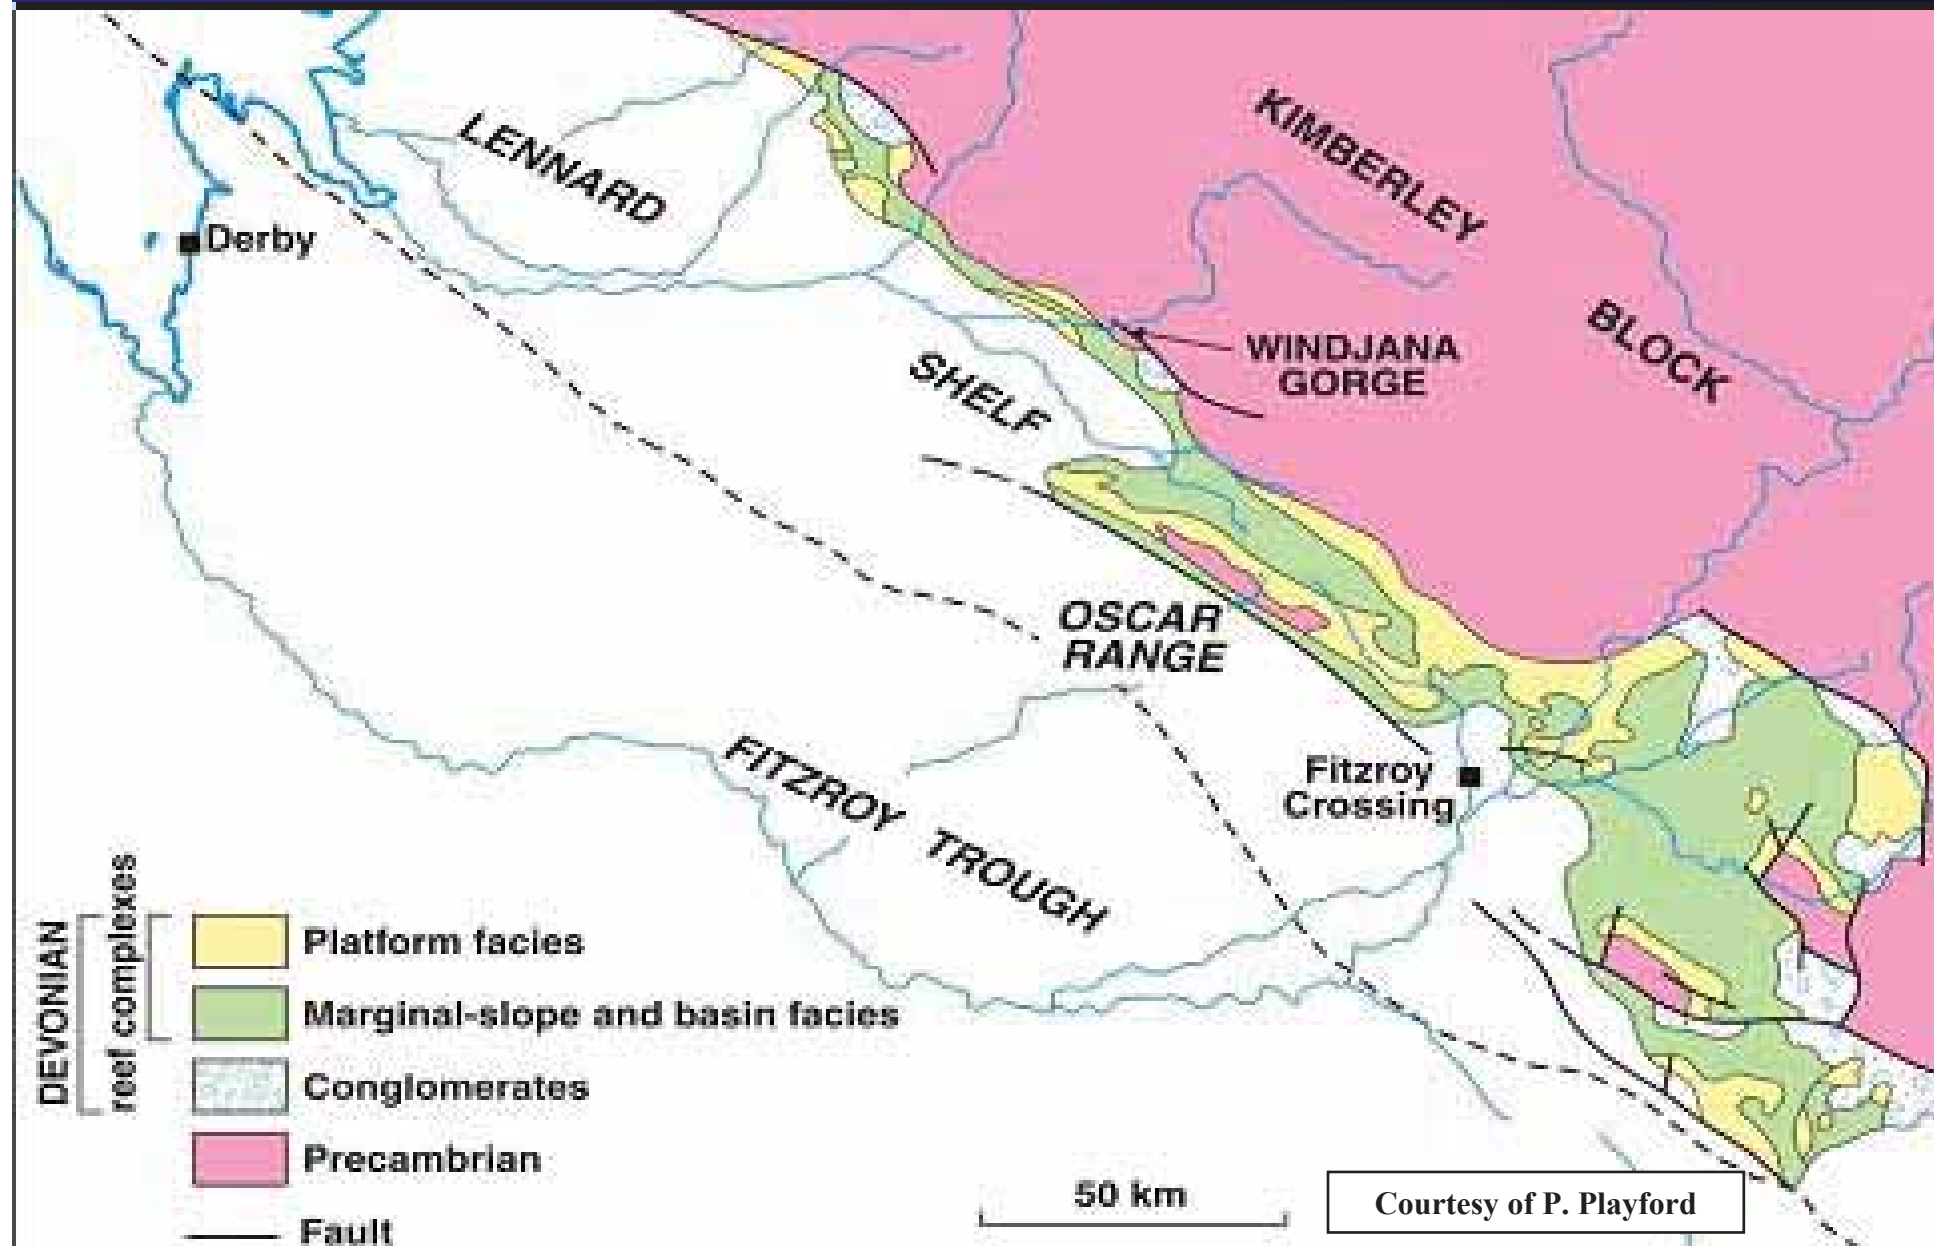 LENNARD
KIMBERLEY
Derby
BLOCK
WINDJANA
GORGE
SHELF
OSCAR
RANGE
FITZROY
TROUGH
Fitzroy
Crossing
DEVONIAN
reef complexes
Platform facies
Marginal-slope and basin facies
Conglomerates
Precambrian
Fault
50 km
Courtesy of P. Playford